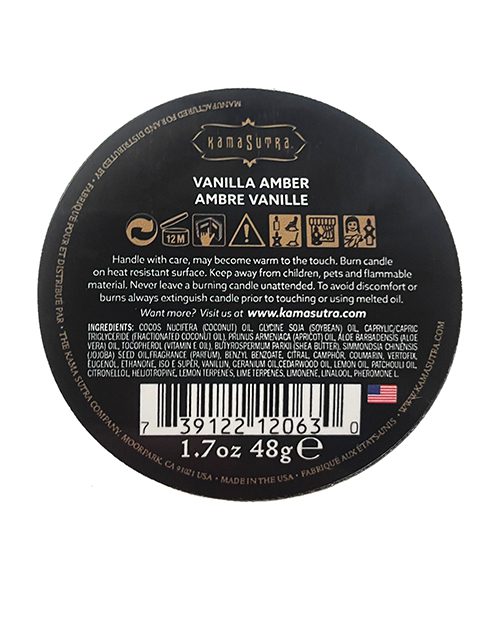 KAMA SUTRA
VANILLA AMBER
AMBRE VANILLE
12M
Handle with care, may become warm to the touch. Burn candle
on heat resistant surface. Keep away from children, pets and flammable
material. Never leave a burning candle unattended. To avoid discomfort or
burns always extinguish candle prior to touching or using melted oil.
Want more? Visit us at www.kamasutra.com
INGREDIENTS: COCOS NUCIFERA (COCONUT) OIL, GLYCINE SOJA (SOYBEAN) OIL, CAPRYLIC/CAPRIC
TRIGLYCERIDE (FRACTIONATED COCONUT OIL), PRUNUS ARMENIACA (APRICOT) OIL, ALOE BARBADENSIS (ALOE
VERA) OIL, TOCOPHEROL (VITAMIN E OIL), BUTYROSPERMUM PARKII (SHEA BUTTER), SIMMONDSIA CHINENSIS
(JOJOBA) SEED OIL,FRAGRANCE (PARFUM), BENZYL BENZOATE, CITRAL, CAMPHOR, COUMARIN, VERTOFIX,
EUGENOL, ETHANONE, ISO E SUPER, VANILLIN, GERANIUM OIL,CEDARWOOD OIL, LEMON OIL, PATCHOULI OIL,
CITRONELLOL, HELIOTROPINE, LEMON TERPENES, LIME TERPENES, LIMONENE, LINALOOL, PHEROMONE L.
7 39122 12063 0
1.7oz 48g e
MANUFACTURED FOR AND DISTRIBUTED BY • FABRIQUE POUR ET DISTRIBUE PAR • THE KAMA SUTRA COMPANY, MOORPARK, CA 93021 USA • MADE IN THE USA • FABRIQUE AUX ÉTATS-UNIS • WWW.KAMASUTRA.COM